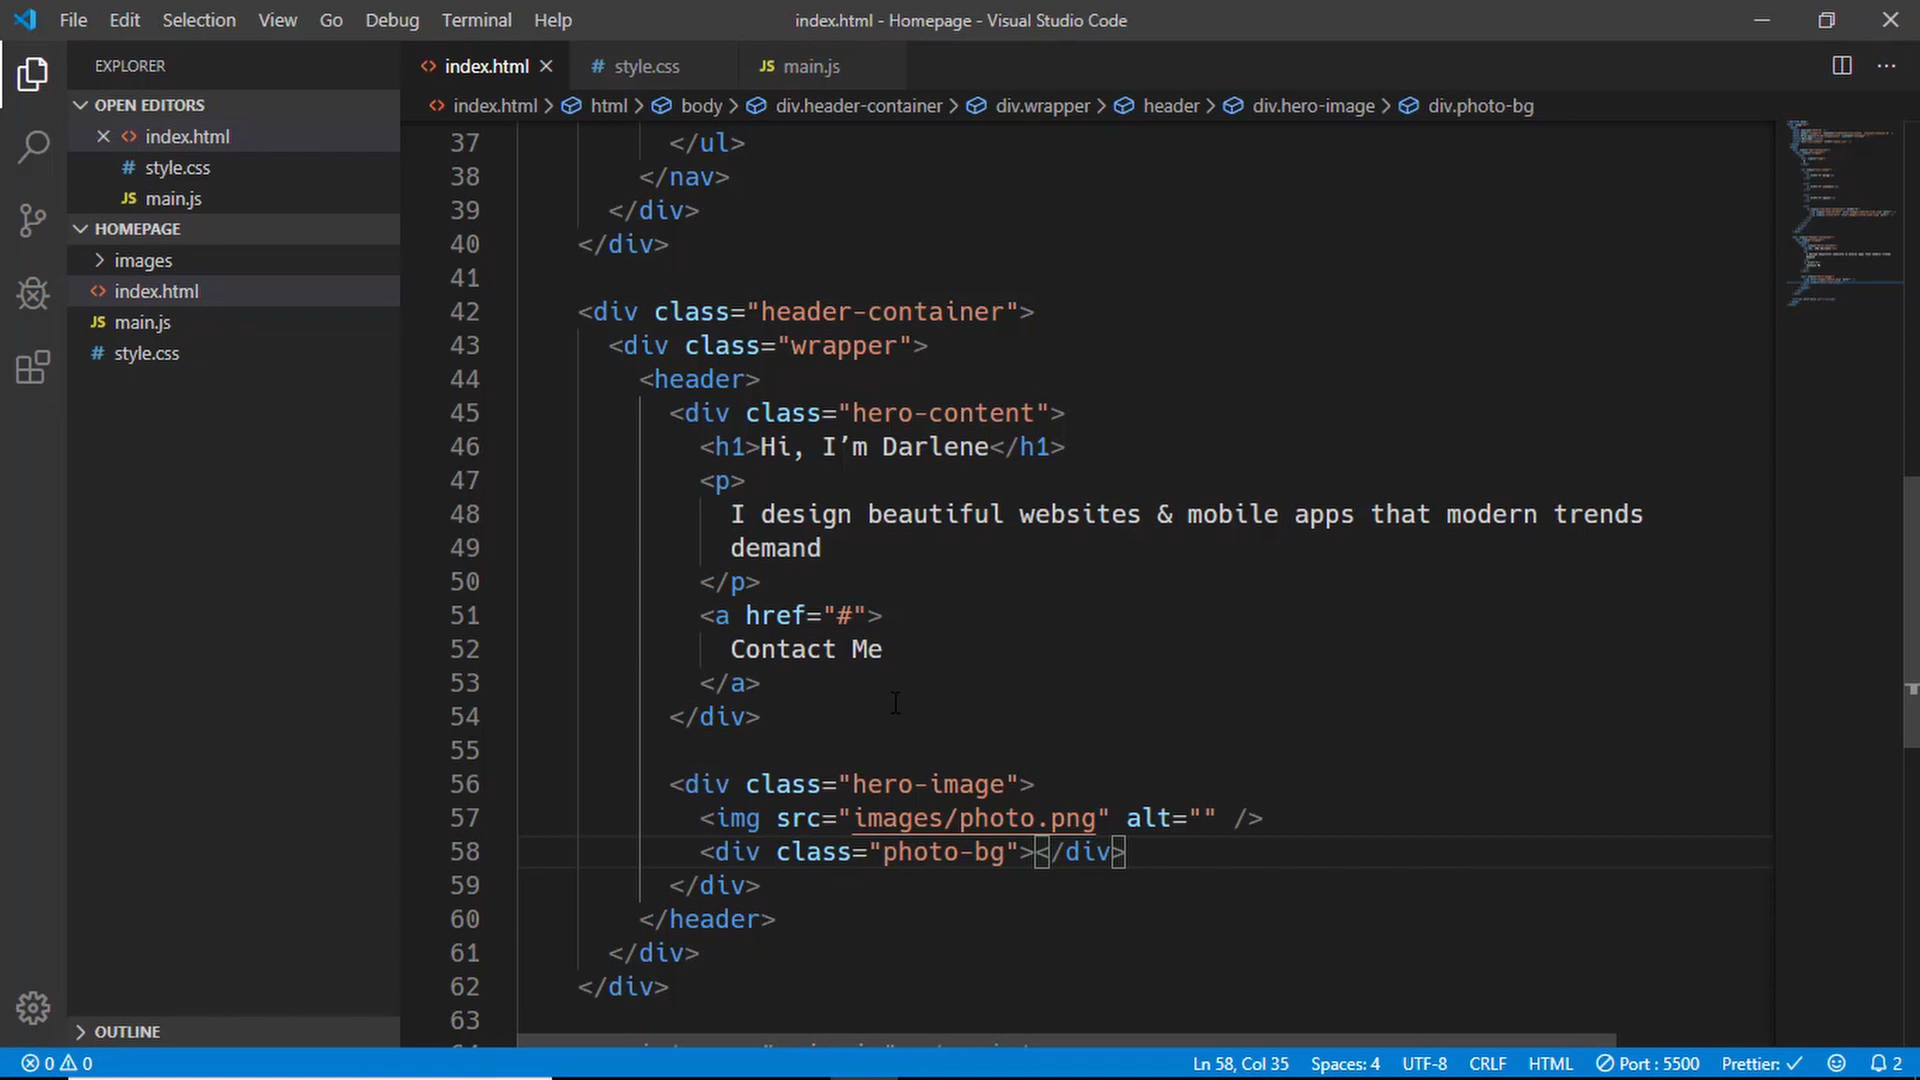 File Edit Selection View Go Debug Terminal Help
index.html - Homepage - Visual Studio Code
EXPLORER
OPEN EDITORS
index.html
# style.css
JS main.js
HOMEPAGE
images
index.html
JS main.js
# style.css
OUTLINE
index.html # style.css JS main.js
index.html > html > body > div.header-container > div.wrapper > header > div.hero-image > div.photo-bg
37 </ul>
38 </nav>
39 </div>
40 </div>
41
42 <div class="header-container">
43 <div class="wrapper">
44 <header>
45 <div class="hero-content">
46 <h1>Hi, I’m Darlene</h1>
47 <p>
48 I design beautiful websites & mobile apps that modern trends
49 demand
50 </p>
51 <a href="#">
52 Contact Me
53 </a>
54 </div>
55
56 <div class="hero-image">
57 <img src="images/photo.png" alt="" />
58 <div class="photo-bg"></div>
59 </div>
60 </header>
61 </div>
62 </div>
63
0 0 Ln 58, Col 35 Spaces: 4 UTF-8 CRLF HTML Port : 5500 Prettier: ✓ 2